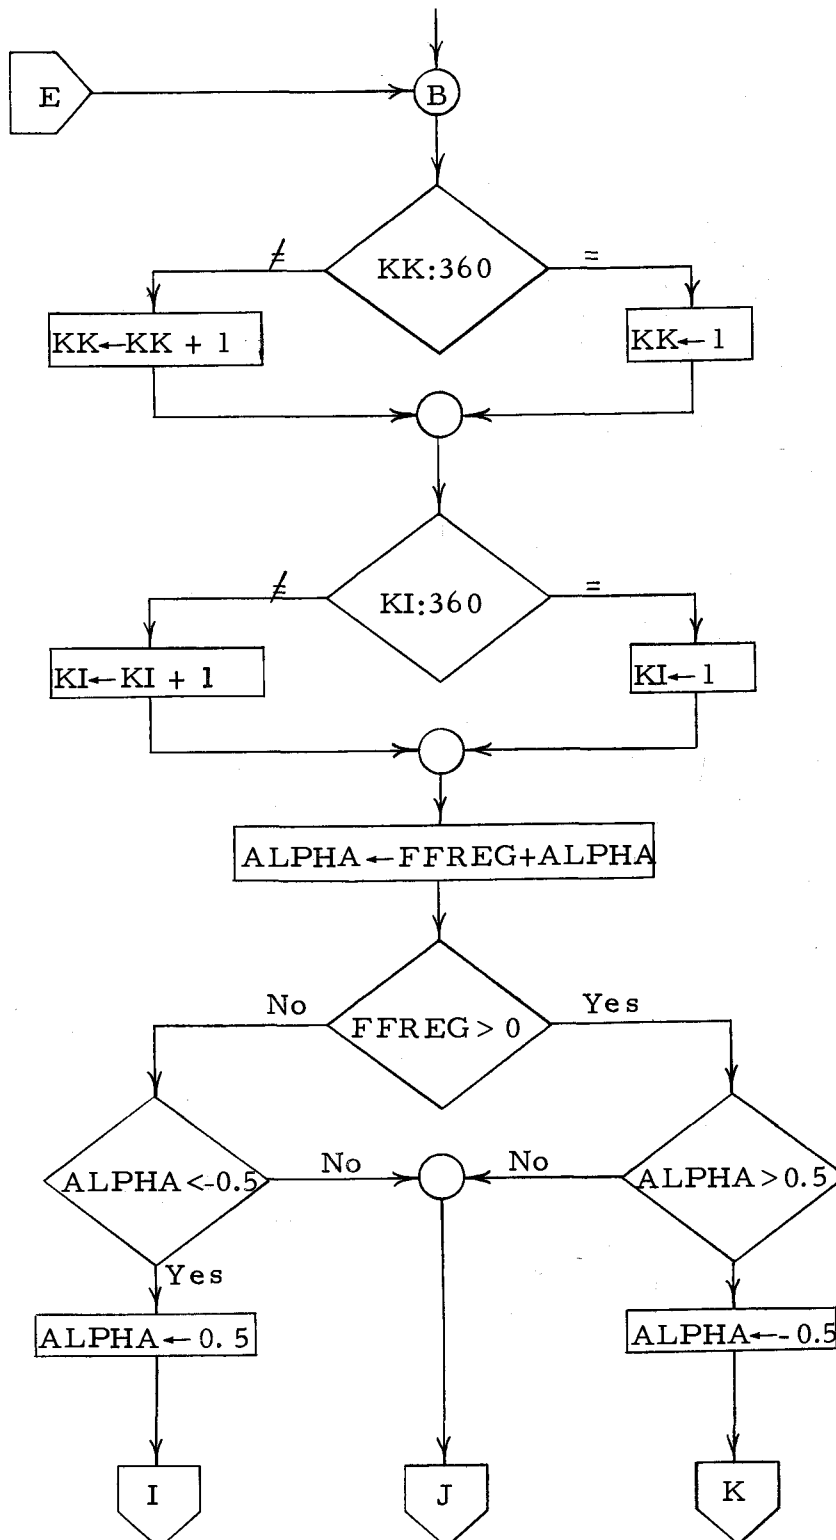 E
B
KK:360
≠
=
KK←KK + 1
KK←1
KI:360
≠
=
KI←KI + 1
KI←1
ALPHA←FFREG+ALPHA
FFREG > 0
No
Yes
ALPHA<-0.5
No
No
ALPHA>0.5
Yes
ALPHA←0.5
ALPHA←-0.5
I
J
K